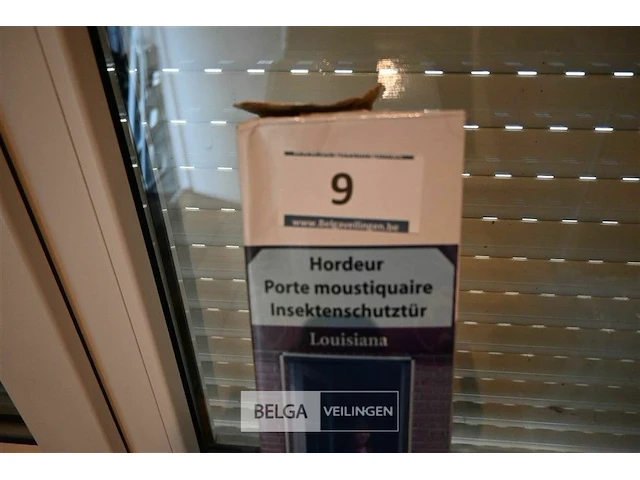 9
www.Belgaveilingen.be
Hordeur
Porte moustiquaire
Insektenschutztür
Louisiana
BELGA VEILINGEN